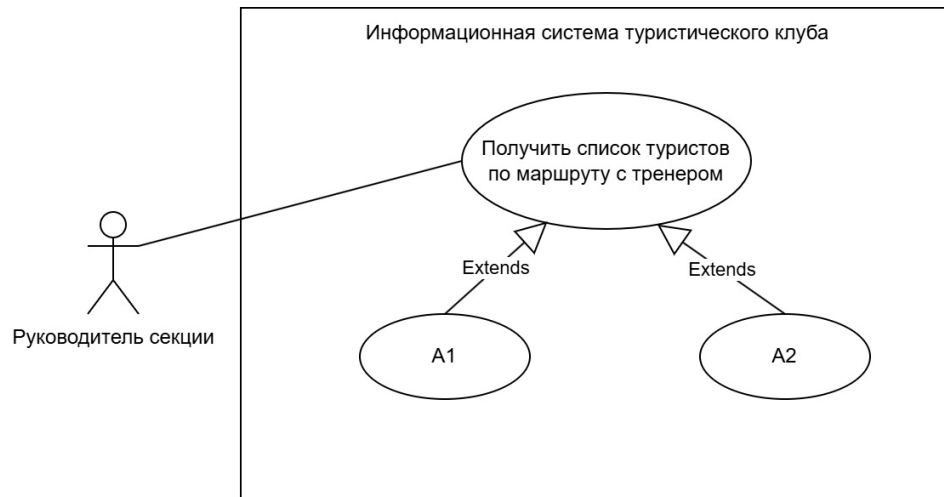 Информационная система туристического клуба
Получить список туристов
по маршруту с тренером
Extends
Extends
Руководитель секции
A1
A2